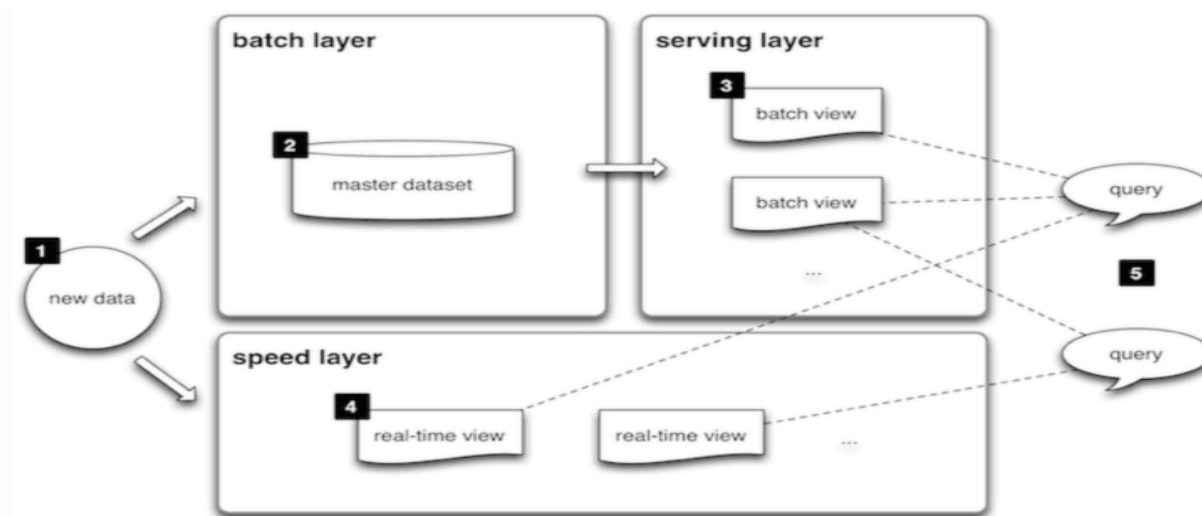 batch layer
serving layer
3
batch view
2
master dataset
batch view
query
1
new data
...
5
speed layer
query
4
real-time view
real-time view
...